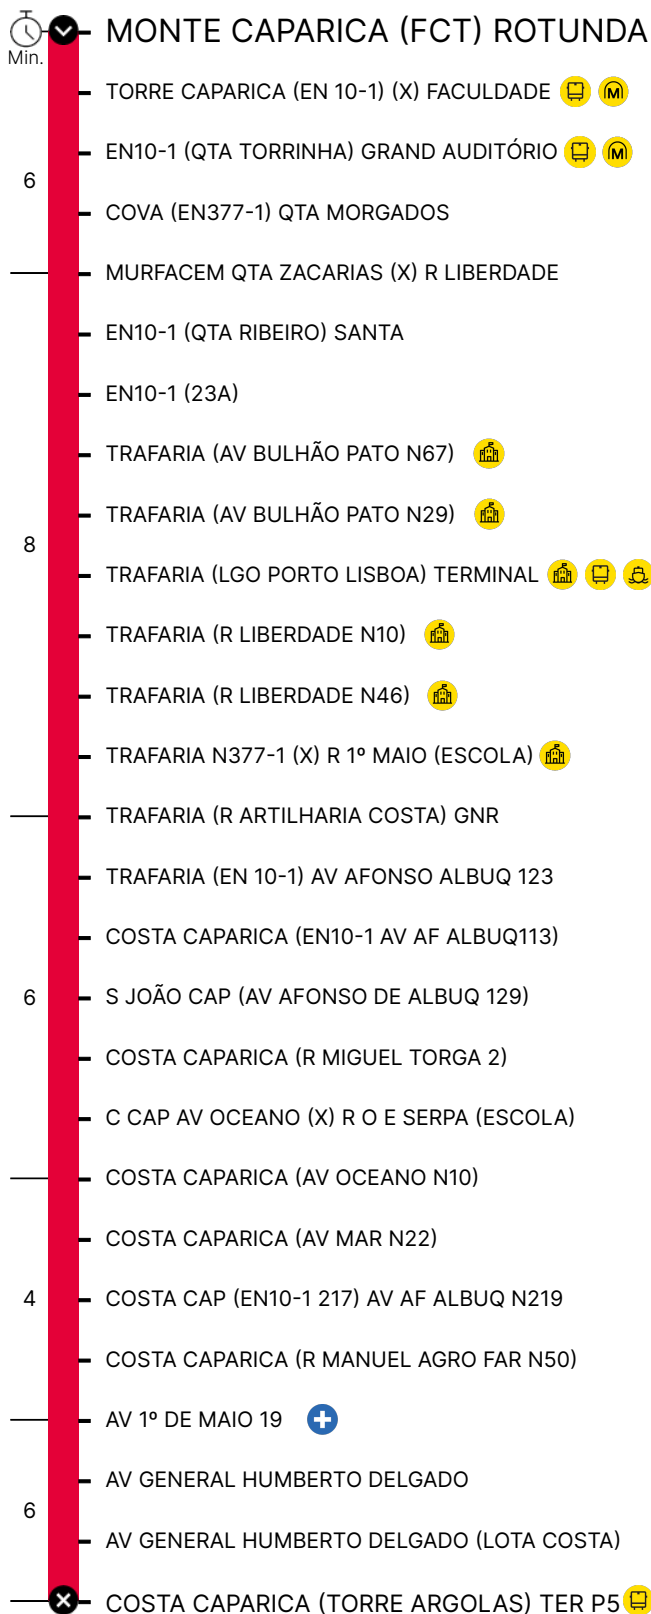 MONTE CAPARICA (FCT) ROTUNDA
Min.
TORRE CAPARICA (EN 10-1) (X) FACULDADE M
EN10-1 (QTA TORRINHA) GRAND AUDITÓRIO M
6
COVA (EN377-1) QTA MORGADOS
MURFACEM QTA ZACARIAS (X) R LIBERDADE
EN10-1 (QTA RIBEIRO) SANTA
EN10-1 (23A)
TRAFARIA (AV BULHÃO PATO N67)
TRAFARIA (AV BULHÃO PATO N29)
8
TRAFARIA (LGO PORTO LISBOA) TERMINAL
TRAFARIA (R LIBERDADE N10)
TRAFARIA (R LIBERDADE N46)
TRAFARIA N377-1 (X) R 1º MAIO (ESCOLA)
TRAFARIA (R ARTILHARIA COSTA) GNR
TRAFARIA (EN 10-1) AV AFONSO ALBUQ 123
COSTA CAPARICA (EN10-1 AV AF ALBUQ113)
6
S JOÃO CAP (AV AFONSO DE ALBUQ 129)
COSTA CAPARICA (R MIGUEL TORGA 2)
C CAP AV OCEANO (X) R O E SERPA (ESCOLA)
COSTA CAPARICA (AV OCEANO N10)
COSTA CAPARICA (AV MAR N22)
4
COSTA CAP (EN10-1 217) AV AF ALBUQ N219
COSTA CAPARICA (R MANUEL AGRO FAR N50)
AV 1º DE MAIO 19
AV GENERAL HUMBERTO DELGADO
6
AV GENERAL HUMBERTO DELGADO (LOTA COSTA)
COSTA CAPARICA (TORRE ARGOLAS) TER P5